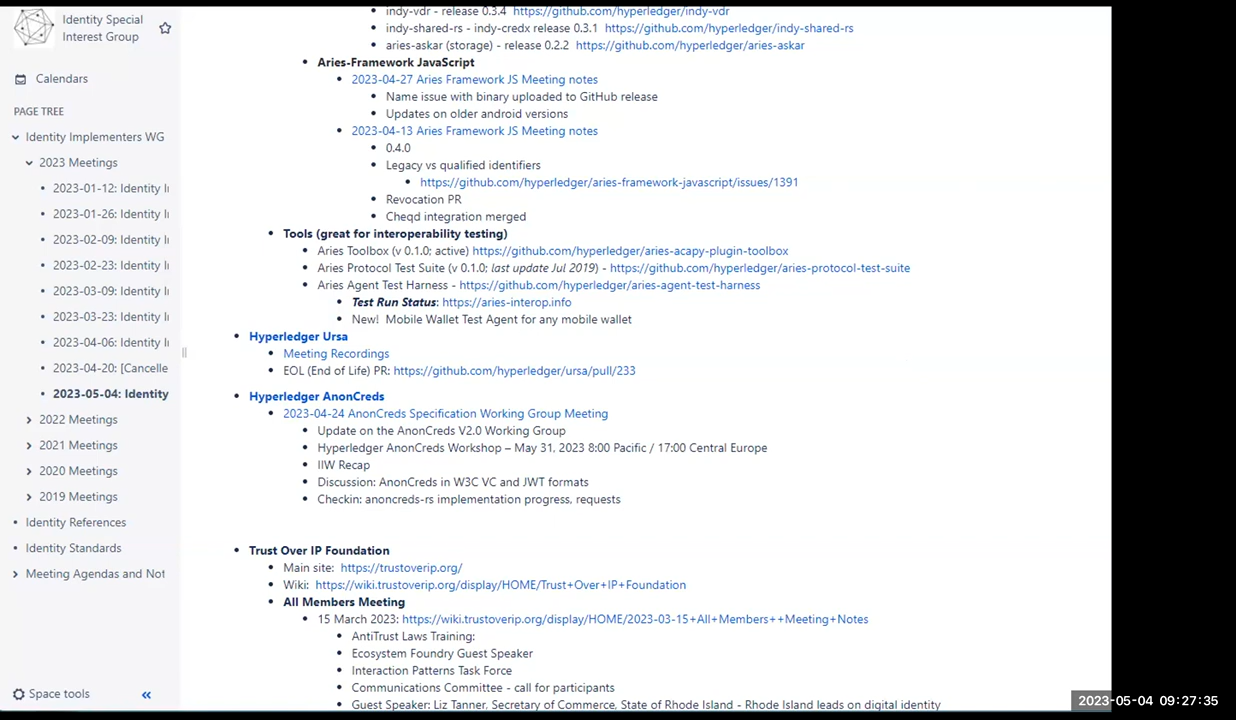 Identity Special
Interest Group
Calendars
PAGE TREE
Identity Implementers WG
2023 Meetings
2023-01-12: Identity I
2023-01-26: Identity I
2023-02-09: Identity I
2023-02-23: Identity I
2023-03-09: Identity I
2023-03-23: Identity I
2023-04-06: Identity I
2023-04-20: [Cancelle
2023-05-04: Identity
2022 Meetings
2021 Meetings
2020 Meetings
2019 Meetings
Identity References
Identity Standards
Meeting Agendas and Not
Space tools
indy-vdr - release 0.3.4 https://github.com/hyperledger/indy-vdr
indy-shared-rs - indy-credx release 0.3.1 https://github.com/hyperledger/indy-shared-rs
aries-askar (storage) - release 0.2.2 https://github.com/hyperledger/aries-askar
Aries-Framework JavaScript
2023-04-27 Aries Framework JS Meeting notes
Name issue with binary uploaded to GitHub release
Updates on older android versions
2023-04-13 Aries Framework JS Meeting notes
0.4.0
Legacy vs qualified identifiers
https://github.com/hyperledger/aries-framework-javascript/issues/1391
Revocation PR
Cheqd integration merged
Tools (great for interoperability testing)
Aries Toolbox (v 0.1.0; active) https://github.com/hyperledger/aries-acapy-plugin-toolbox
Aries Protocol Test Suite (v 0.1.0; last update Jul 2019) - https://github.com/hyperledger/aries-protocol-test-suite
Aries Agent Test Harness - https://github.com/hyperledger/aries-agent-test-harness
Test Run Status: https://aries-interop.info
New! Mobile Wallet Test Agent for any mobile wallet
Hyperledger Ursa
Meeting Recordings
EOL (End of Life) PR: https://github.com/hyperledger/ursa/pull/233
Hyperledger AnonCreds
2023-04-24 AnonCreds Specification Working Group Meeting
Update on the AnonCreds V2.0 Working Group
Hyperledger AnonCreds Workshop – May 31, 2023 8:00 Pacific / 17:00 Central Europe
IIW Recap
Discussion: AnonCreds in W3C VC and JWT formats
Checkin: anoncreds-rs implementation progress, requests
Trust Over IP Foundation
Main site: https://trustoverip.org/
Wiki: https://wiki.trustoverip.org/display/HOME/Trust+Over+IP+Foundation
All Members Meeting
15 March 2023: https://wiki.trustoverip.org/display/HOME/2023-03-15+All+Members++Meeting+Notes
AntiTrust Laws Training:
Ecosystem Foundry Guest Speaker
Interaction Patterns Task Force
Communications Committee - call for participants
Guest Speaker: Liz Tanner, Secretary of Commerce, State of Rhode Island - Rhode Island leads on digital identity
2023-05-04 09:27:35